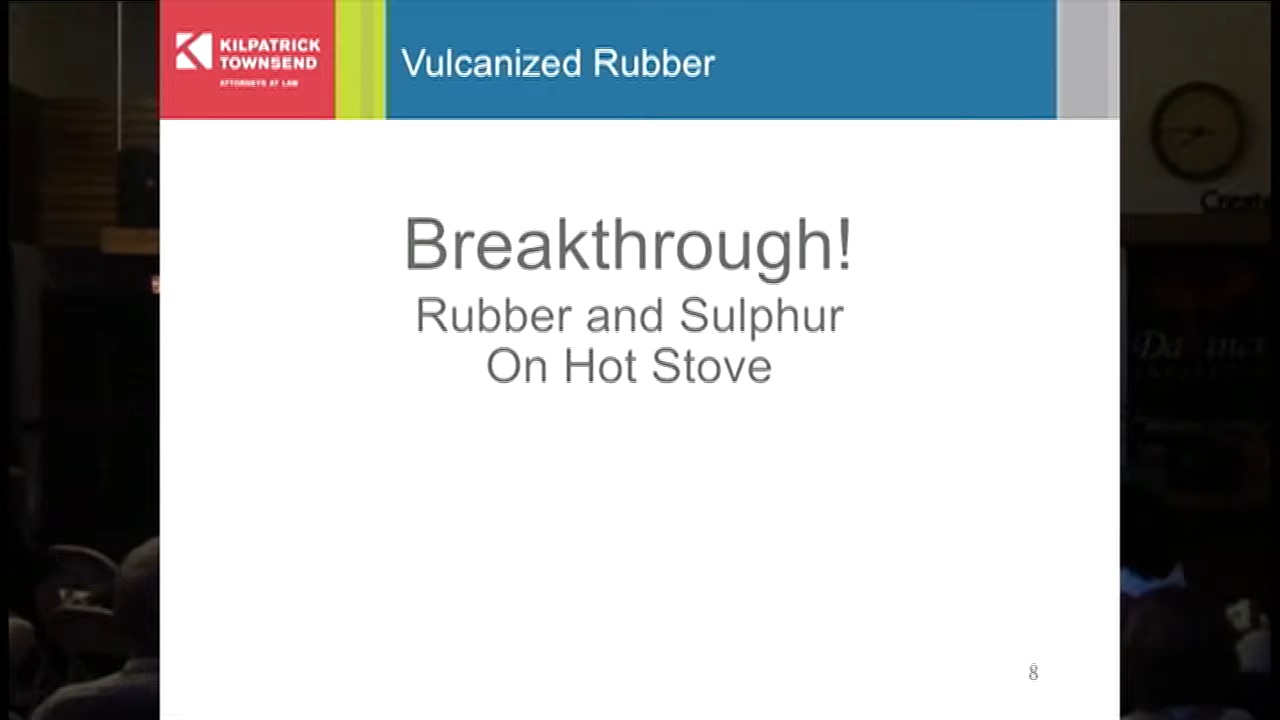 KILPATRICK
TOWNSEND
ATTORNEYS AT LAW
Vulcanized Rubber
Breakthrough!
Rubber and Sulphur
On Hot Stove
8